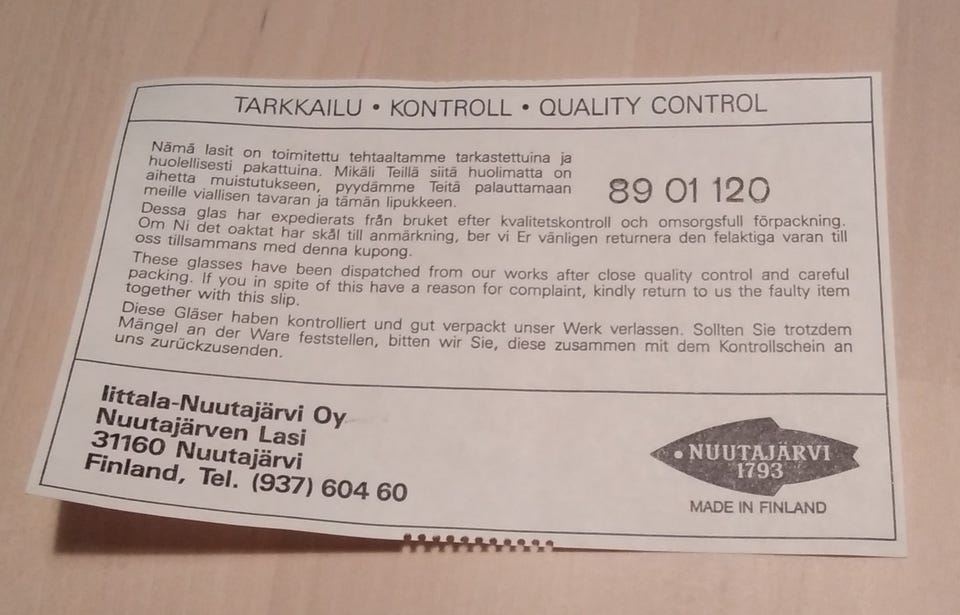 TARKKAILU • KONTROLL • QUALITY CONTROL
Nämä lasit on toimitettu tehtaaltamme tarkastettuina ja
huolellisesti pakattuina. Mikäli Teillä siitä huolimatta on
aihetta muistutukseen, pyydämme Teitä palauttamaan
meille viallisen tavaran ja tämän lipukkeen.
89 01 120
Dessa glas har expedierats från bruket efter kvalitetskontroll och omsorgsfull förpackning.
Om Ni det oaktat har skäl till anmärkning, ber vi Er vänligen returnera den felaktiga varan till
oss tillsammans med denna kupong.
These glasses have been dispatched from our works after close quality control and careful
packing. If you in spite of this have a reason for complaint, kindly return to us the faulty item
together with this slip.
Diese Gläser haben kontrolliert und gut verpackt unser Werk verlassen. Sollten Sie trotzdem
Mängel an der Ware feststellen, bitten wir Sie, diese zusammen mit dem Kontrollschein an
uns zurückzusenden.
Iittala-Nuutajärvi Oy
Nuutajärven Lasi
31160 Nuutajärvi
Finland, Tel. (937) 604 60
NUUTAJÄRVI
1793
MADE IN FINLAND